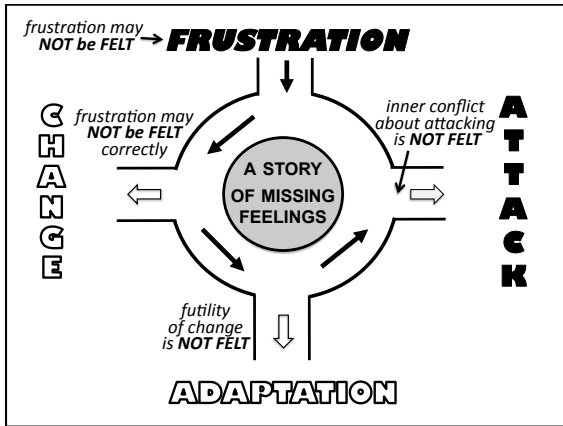 frustration may
NOT be FELT
FRUSTRATION
CHANGE
frustration may
NOT be FELT
correctly
inner conflict
about attacking
is NOT FELT
ATTACK
A STORY
OF MISSING
FEELINGS
futility
of change
is NOT FELT
ADAPTATION